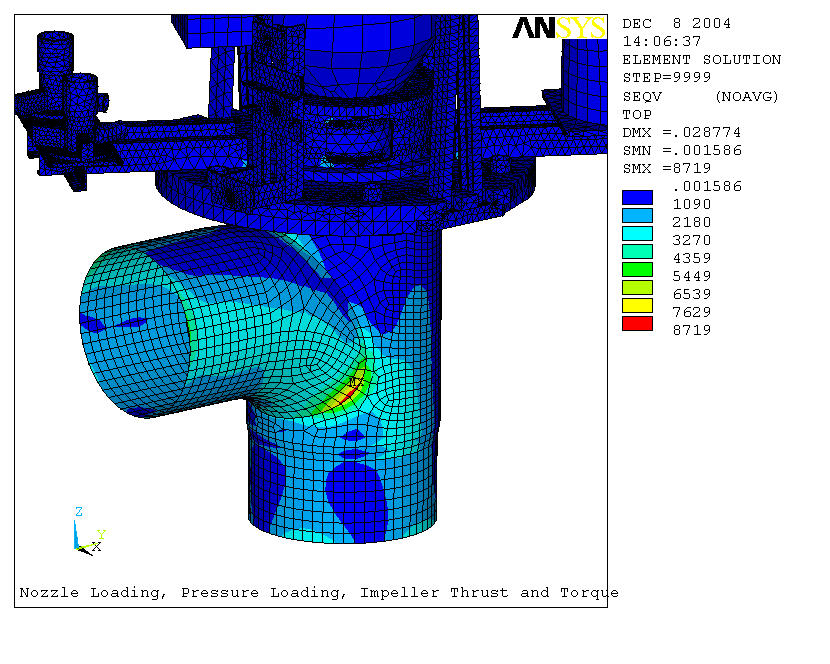 ANSYS
DEC 8 2004
14:06:37
ELEMENT SOLUTION
STEP=9999
SEQV (NOAVG)
TOP
DMX =.028774
SMN =.001586
SMX =8719
.001586
1090
2180
3270
4359
5449
6539
7629
8719
MX
Z
Y
X
Nozzle Loading, Pressure Loading, Impeller Thrust and Torque